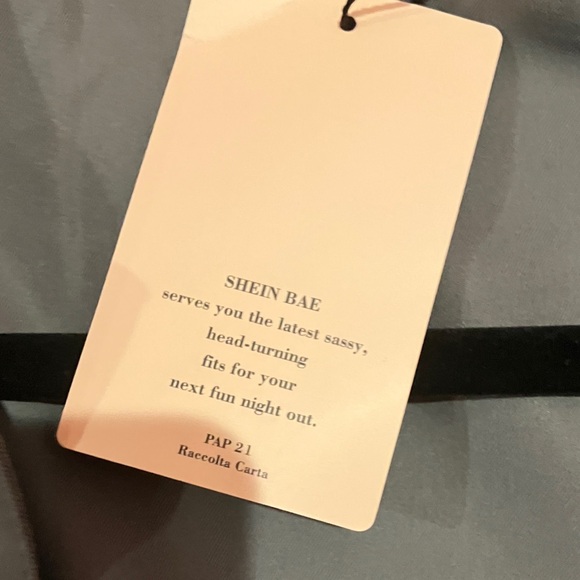 SHEIN BAE
serves you the latest sassy,
head-turning
fits for your
next fun night out.
PAP 21
Raccolta Carta